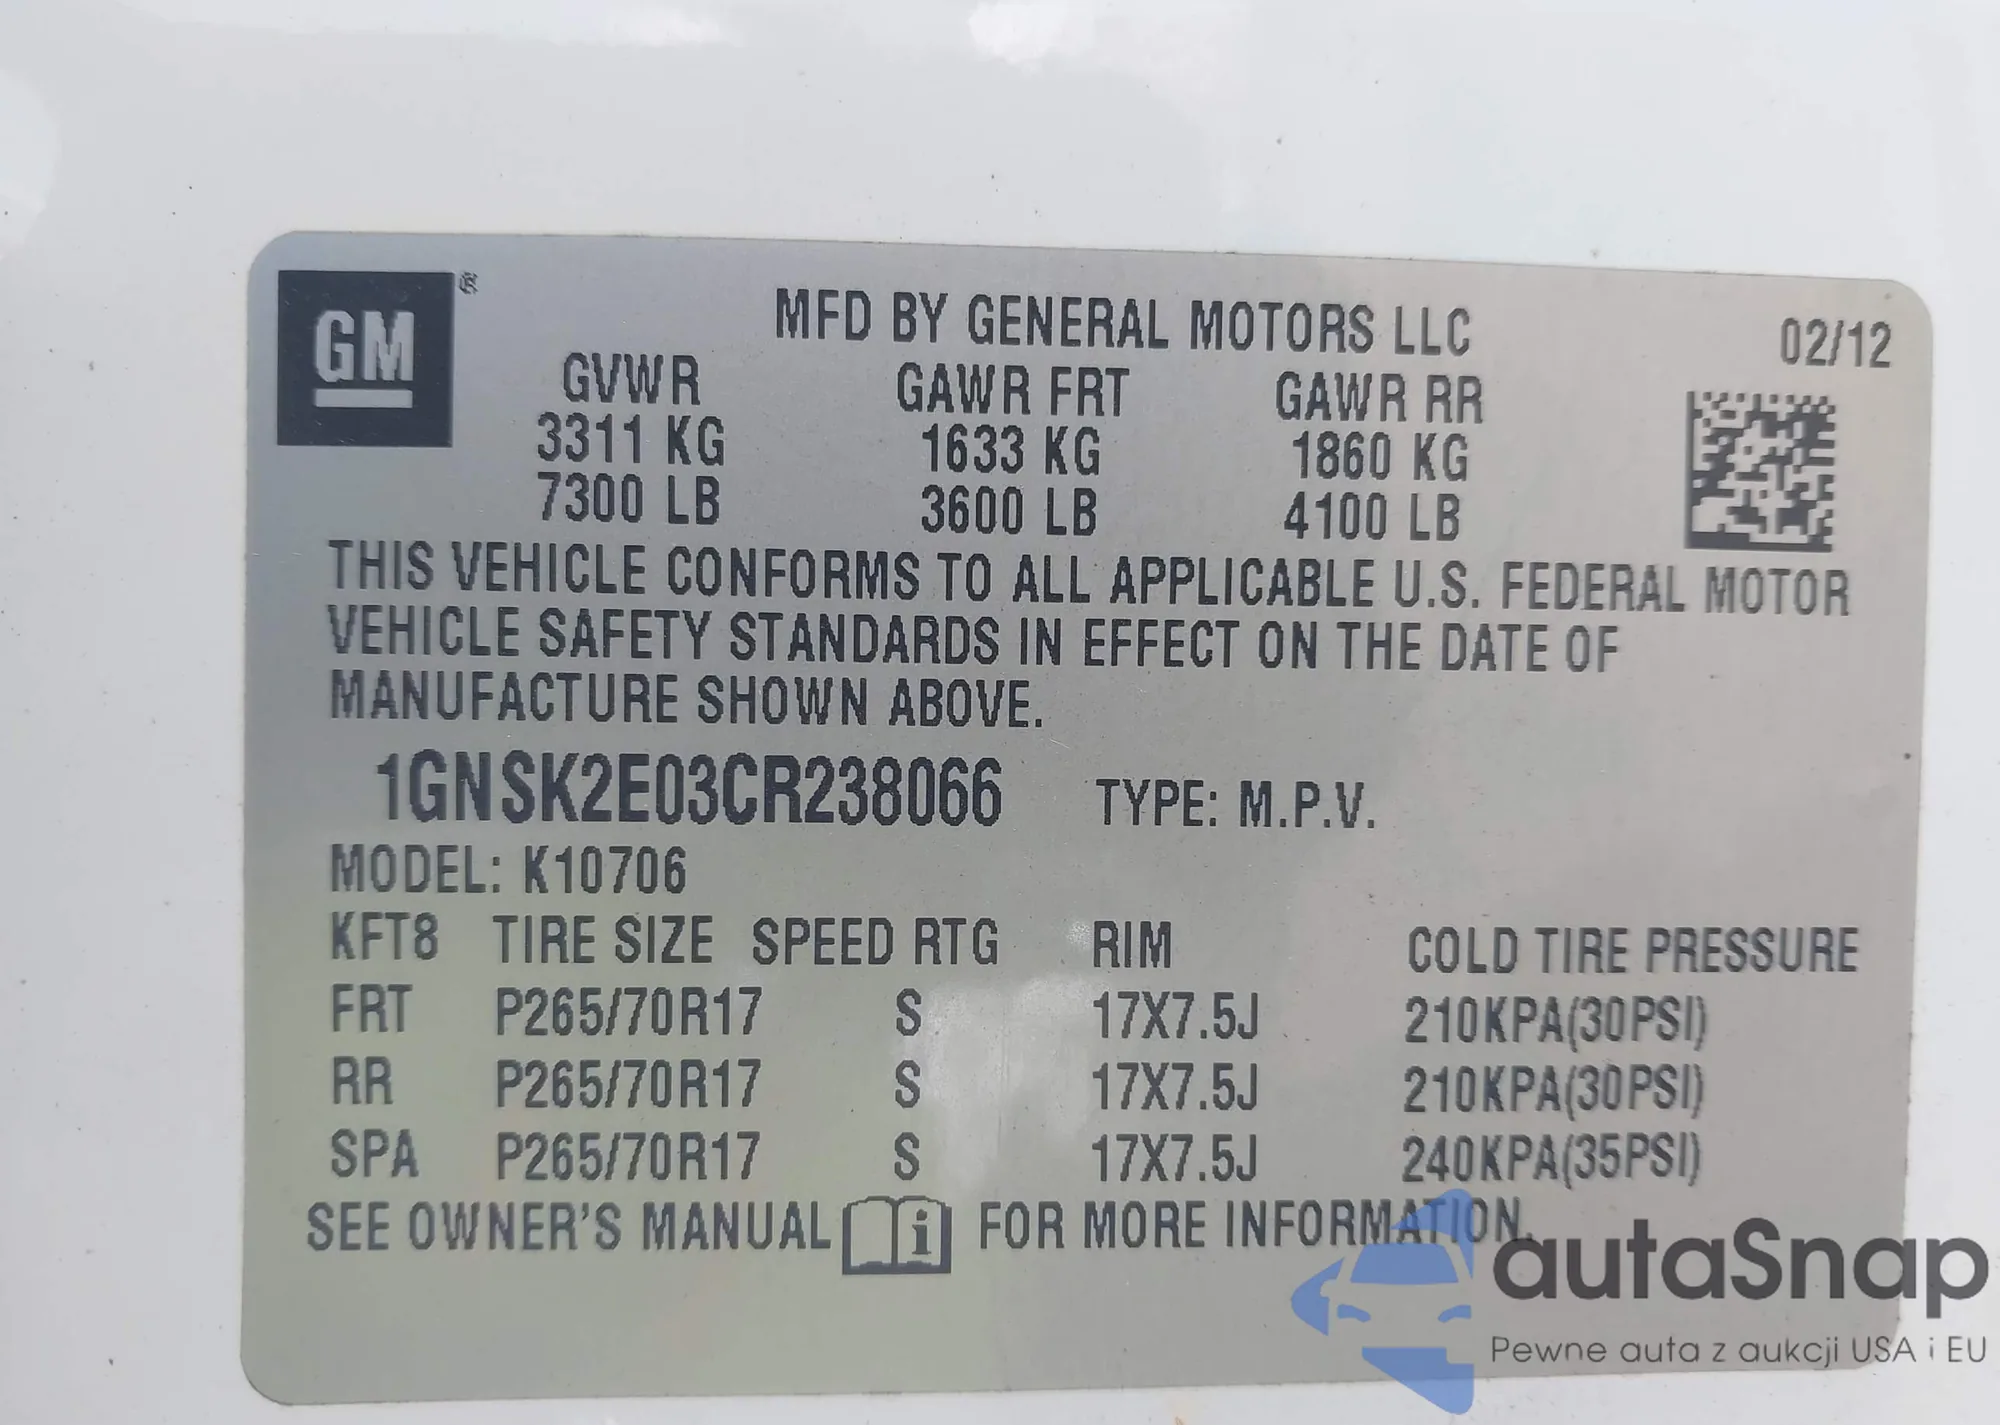 GM ®
MFD BY GENERAL MOTORS LLC 02/12
GVWR GAWR FRT GAWR RR
3311 KG 1633 KG 1860 KG
7300 LB 3600 LB 4100 LB
THIS VEHICLE CONFORMS TO ALL APPLICABLE U.S. FEDERAL MOTOR
VEHICLE SAFETY STANDARDS IN EFFECT ON THE DATE OF
MANUFACTURE SHOWN ABOVE.
1GNSK2E03CR238066 TYPE: M.P.V.
MODEL: K10706
KFT8 TIRE SIZE SPEED RTG RIM COLD TIRE PRESSURE
FRT P265/70R17 S 17X7.5J 210KPA(30PSI)
RR P265/70R17 S 17X7.5J 210KPA(30PSI)
SPA P265/70R17 S 17X7.5J 240KPA(35PSI)
SEE OWNER'S MANUAL i FOR MORE INFORMATION.
autaSnap
Pewne auta z aukcji USA i EU